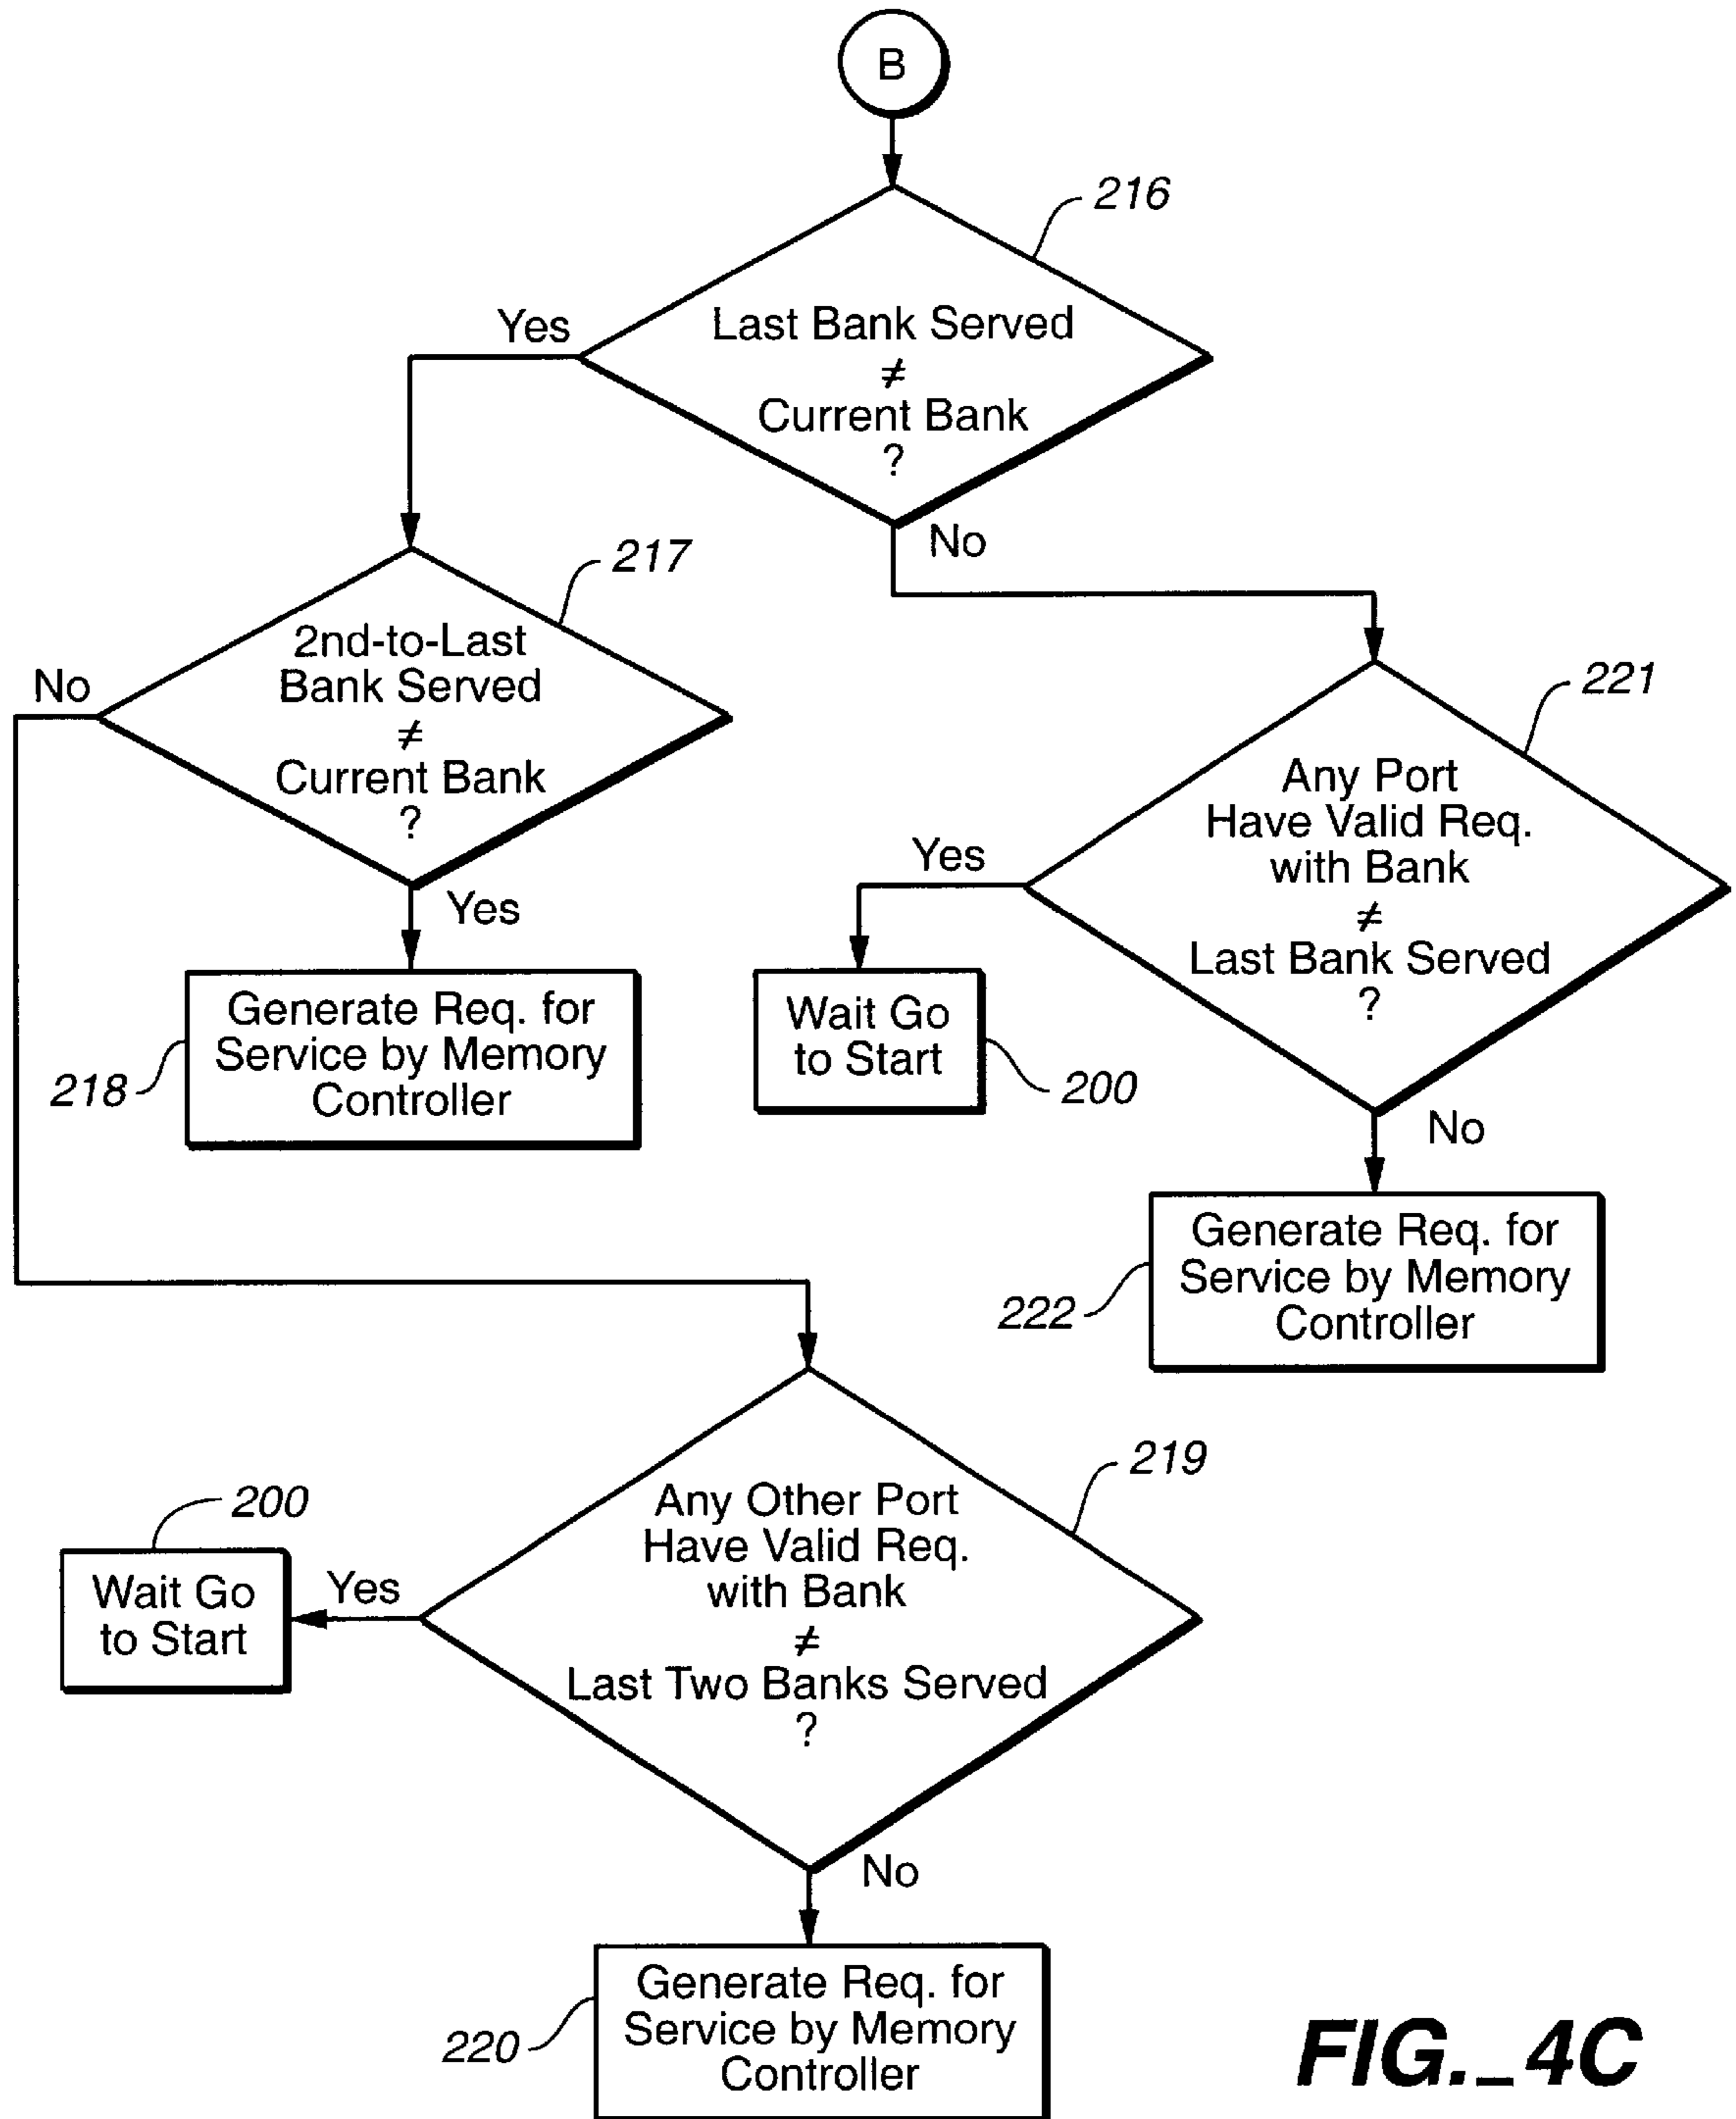 B
216
Last Bank Served
≠
Current Bank
?
Yes
No
217
2nd-to-Last
Bank Served
≠
Current Bank
?
No
Yes
221
Any Port
Have Valid Req.
with Bank
≠
Last Bank Served
?
Yes
No
Generate Req. for
Service by Memory
Controller
218
Wait Go
to Start
200
Generate Req. for
Service by Memory
Controller
222
219
Any Other Port
Have Valid Req.
with Bank
≠
Last Two Banks Served
?
200
Wait Go
to Start
Yes
No
Generate Req. for
Service by Memory
Controller
220
FIG._4C